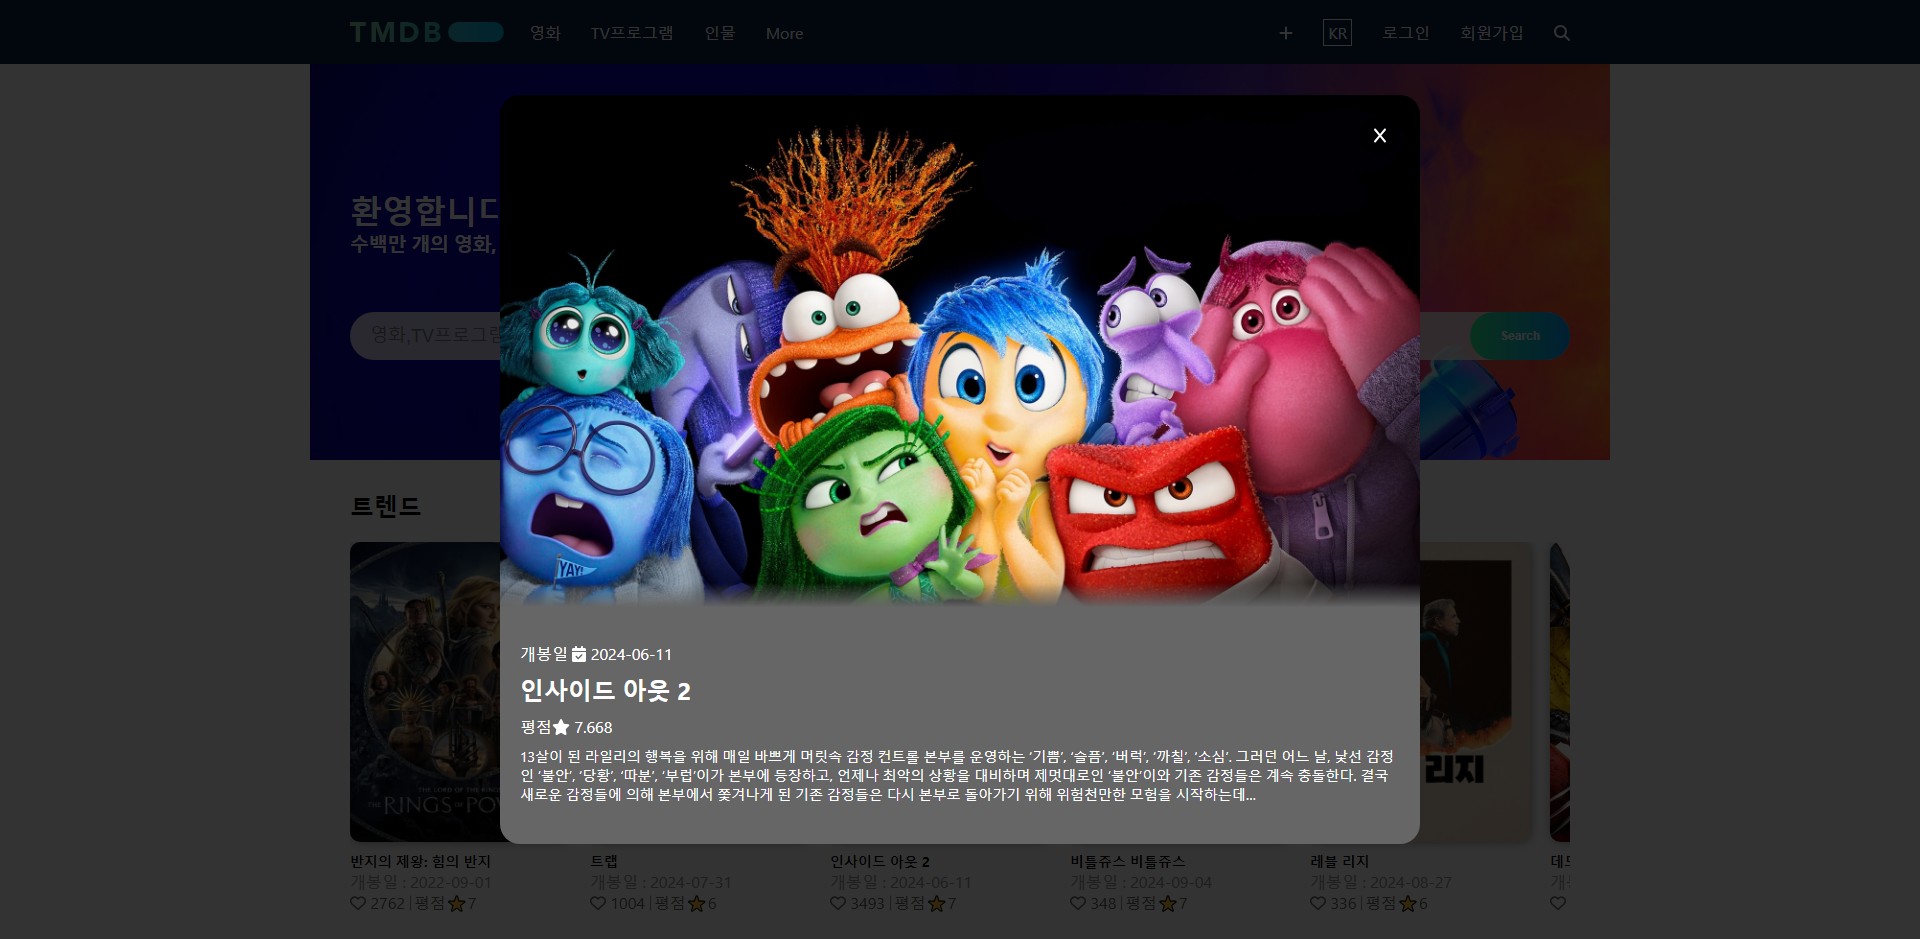 TMDB 영화 TV프로그램 인물 More + KR 로그인 회원가입
X
환영합니다
수백만 개의 영화,
영화,TV프로그램
Search
트렌드
YAY!
개봉일 2024-06-11
인사이드 아웃 2
평점 7.668
13살이 된 라일리의 행복을 위해 매일 바쁘게 머릿속 감정 컨트롤 본부를 운영하는 ‘기쁨’, ‘슬픔’, ‘버럭’, ‘까칠’, ‘소심’. 그러던 어느 날, 낯선 감정
인 ‘불안’, ‘당황’, ‘따분’, ‘부럽’이가 본부에 등장하고, 언제나 최악의 상황을 대비하며 제멋대로인 ‘불안’이와 기존 감정들은 계속 충돌한다. 결국
새로운 감정들에 의해 본부에서 쫓겨나게 된 기존 감정들은 다시 본부로 돌아가기 위해 위험천만한 모험을 시작하는데…
THE LORD OF THE RINGS
THE RINGS OF POW
리지
반지의 제왕: 힘의 반지
개봉일 : 2022-09-01
2762 | 평점 7
트랩
개봉일 : 2024-07-31
1004 | 평점 6
인사이드 아웃 2
개봉일 : 2024-06-11
3493 | 평점 7
비틀쥬스 비틀쥬스
개봉일 : 2024-09-04
348 | 평점 7
레블 리지
개봉일 : 2024-08-27
336 | 평점 6